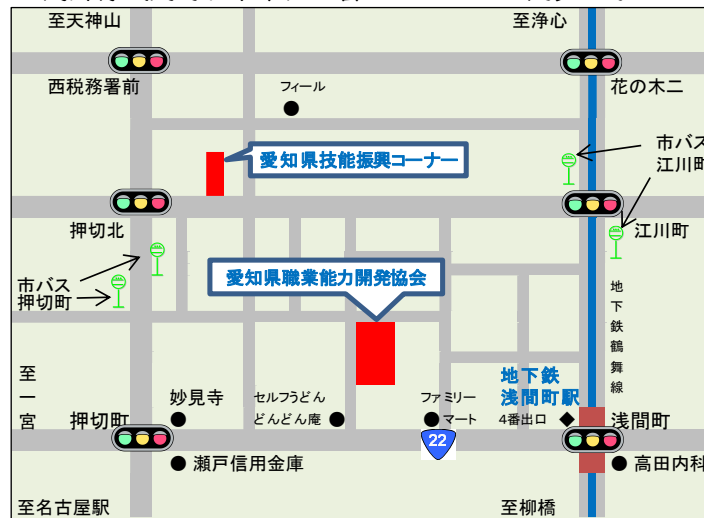 至天神山
至浄心
西税務署前
フィール
花の木二
市バス
江川町
愛知県技能振興コーナー
押切北
江川町
市バス
押切町
愛知県職業能力開発協会
地下鉄鶴舞線
至一宮
地下鉄
浅間町駅
妙見寺
セルフうどん
どんどん庵
ファミリー
マート
4番出口
押切町
浅間町
22
瀬戸信用金庫
高田内科
至名古屋駅
至柳橋